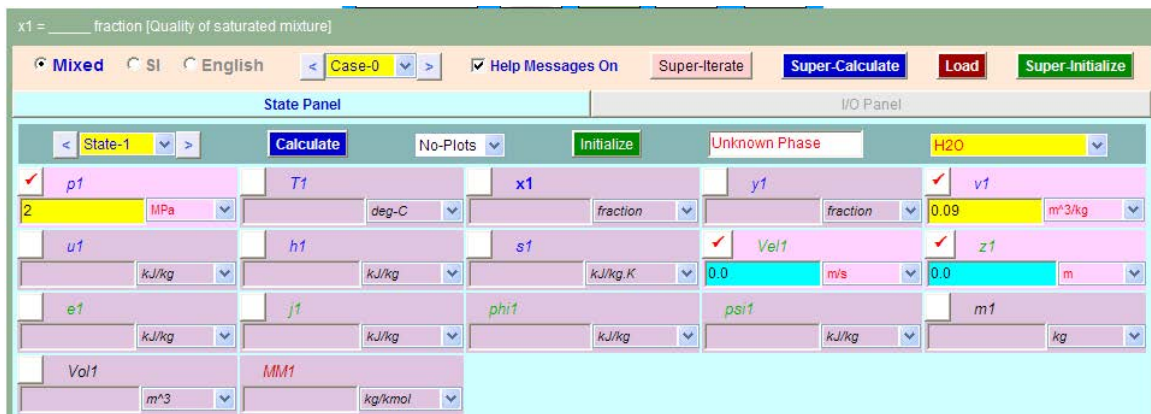 x1 = _____ fraction [Quality of saturated mixture]
Mixed SI English < Case-0 > Help Messages On Super-Iterate Super-Calculate Load Super-Initialize
State Panel I/O Panel
< State-1 > Calculate No-Plots Initialize Unknown Phase H2O
p1 T1 x1 y1 v1
2 MPa deg-C fraction fraction 0.09 m^3/kg
u1 h1 s1 Vel1 z1
kJ/kg kJ/kg kJ/kg.K 0.0 m/s 0.0 m
e1 j1 phi1 psi1 m1
kJ/kg kJ/kg kJ/kg kJ/kg kg
Vol1 MM1
m^3 kg/kmol